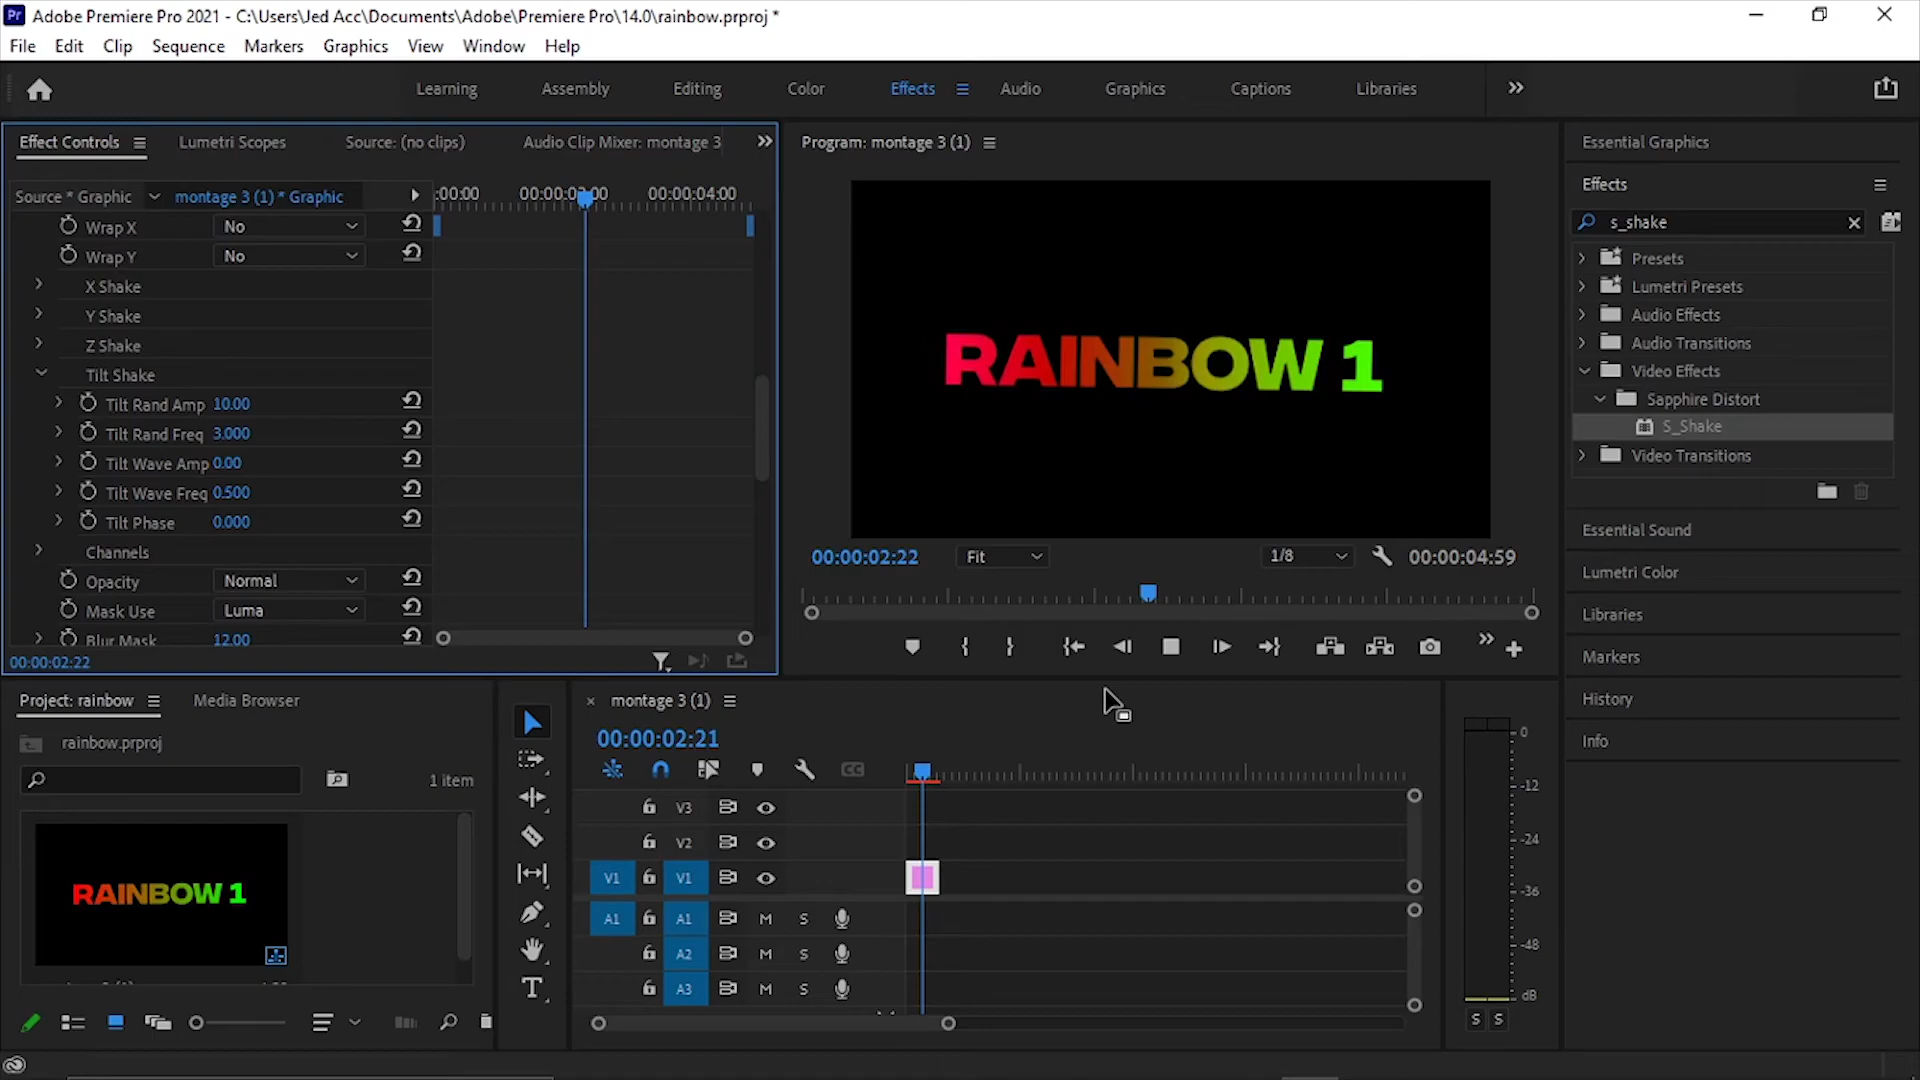 Adobe Premiere Pro 2021 - C:\Users\Jed Acc\Documents\Adobe\Premiere Pro\14.0\rainbow.prproj *
File Edit Clip Sequence Markers Graphics View Window Help
Learning Assembly Editing Color Effects Audio Graphics Captions Libraries
Effect Controls Lumetri Scopes Source: (no clips) Audio Clip Mixer: montage 3
Source * Graphic montage 3 (1) * Graphic
:00:00 00:00:02:00 00:00:04:00
Wrap X No
Wrap Y No
X Shake
Y Shake
Z Shake
Tilt Shake
Tilt Rand Amp 10.00
Tilt Rand Freq 3.000
Tilt Wave Amp 0.00
Tilt Wave Freq 0.500
Tilt Phase 0.000
Channels
Opacity Normal
Mask Use Luma
Blur Mask 12.00
00:00:02:22
Program: montage 3 (1)
RAINBOW 1
00:00:02:22 Fit 1/8 00:00:04:59
Essential Graphics
Effects
s_shake
Presets
Lumetri Presets
Audio Effects
Audio Transitions
Video Effects
Sapphire Distort
S_Shake
Video Transitions
Essential Sound
Lumetri Color
Libraries
Markers
History
Info
Project: rainbow Media Browser
rainbow.prproj
1 item
RAINBOW 1
montage 3 (1)
00:00:02:21
CC
V3
V2
V1 V1
A1 A1 M S
A2 M S
A3 M S
0
-12
-24
-36
-48
dB
S S